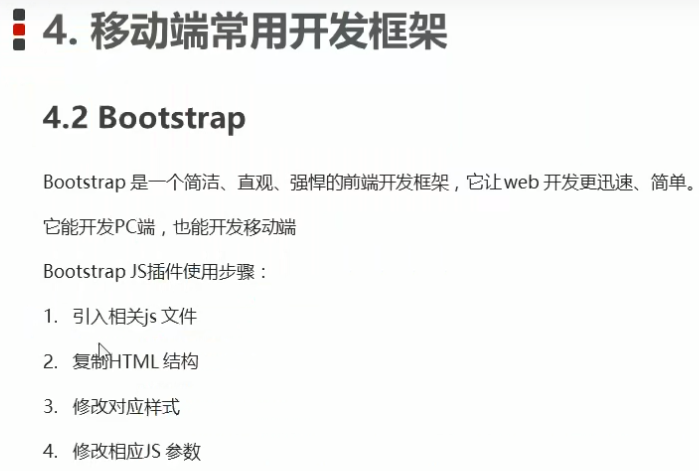 4. 移动端常用开发框架
4.2 Bootstrap
Bootstrap 是一个简洁、直观、强悍的前端开发框架，它让web 开发更迅速、简单。
它能开发PC端，也能开发移动端
Bootstrap JS插件使用步骤：
1. 引入相关js 文件
2. 复制HTML 结构
3. 修改对应样式
4. 修改相应JS 参数